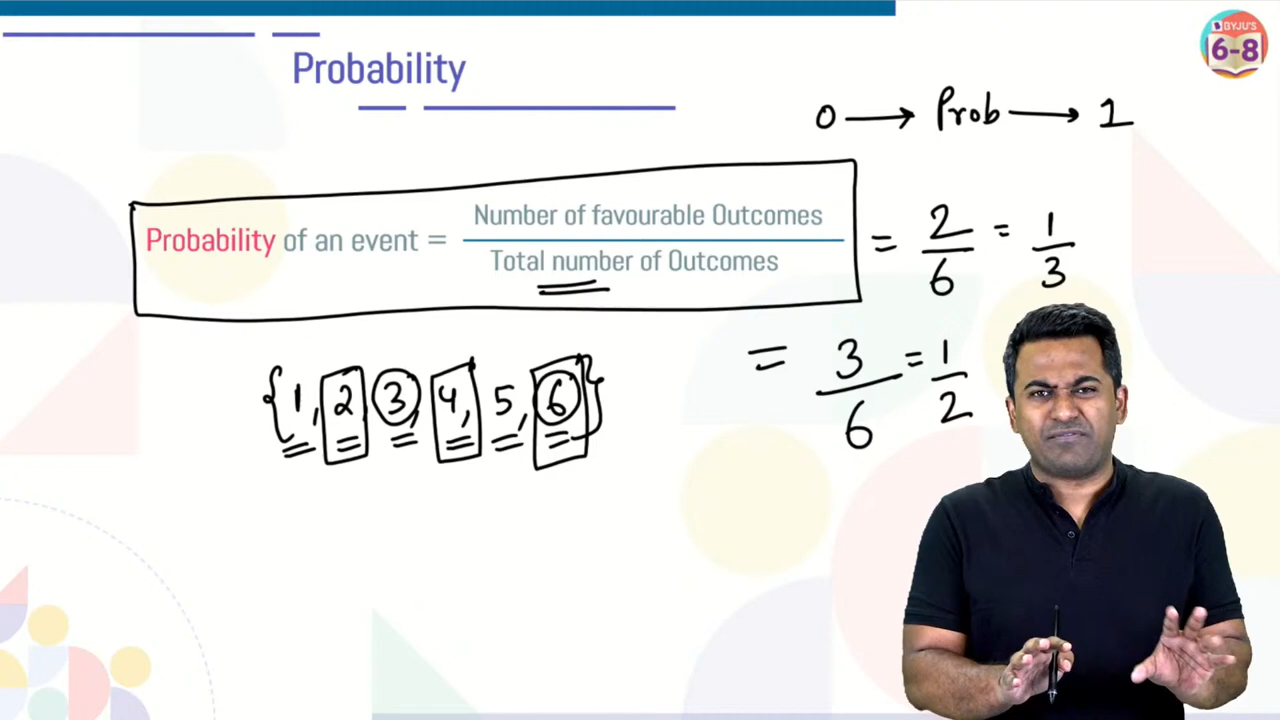 BYJU'S
6-8
Probability
0 → Prob → 1
Probability of an event = Number of favourable Outcomes / Total number of Outcomes = 2/6 = 1/3
{1, 2 3, 4, 5, 6} = 3/6 = 1/2